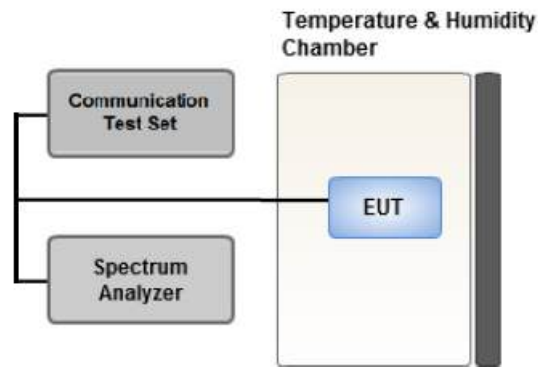 Temperature & Humidity
Chamber
Communication
Test Set
EUT
Spectrum
Analyzer